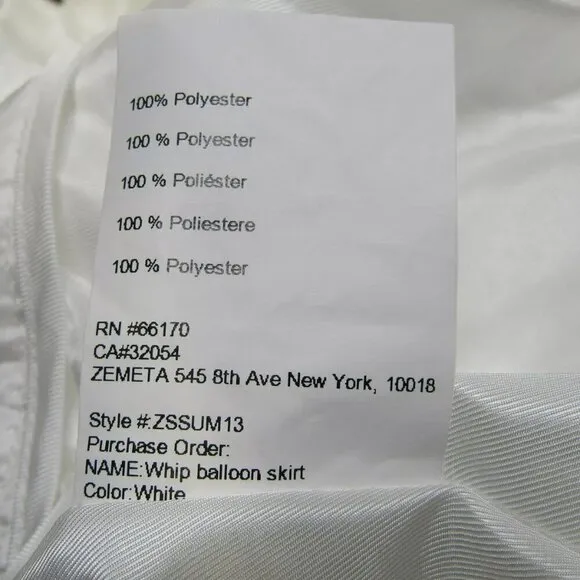 100% Polyester
100 % Polyester
100 % Poliéster
100 % Poliestere
100 % Polyester
RN #66170
CA#32054
ZEMETA 545 8th Ave New York, 10018
Style #:ZSSUM13
Purchase Order:
NAME:Whip balloon skirt
Color:White